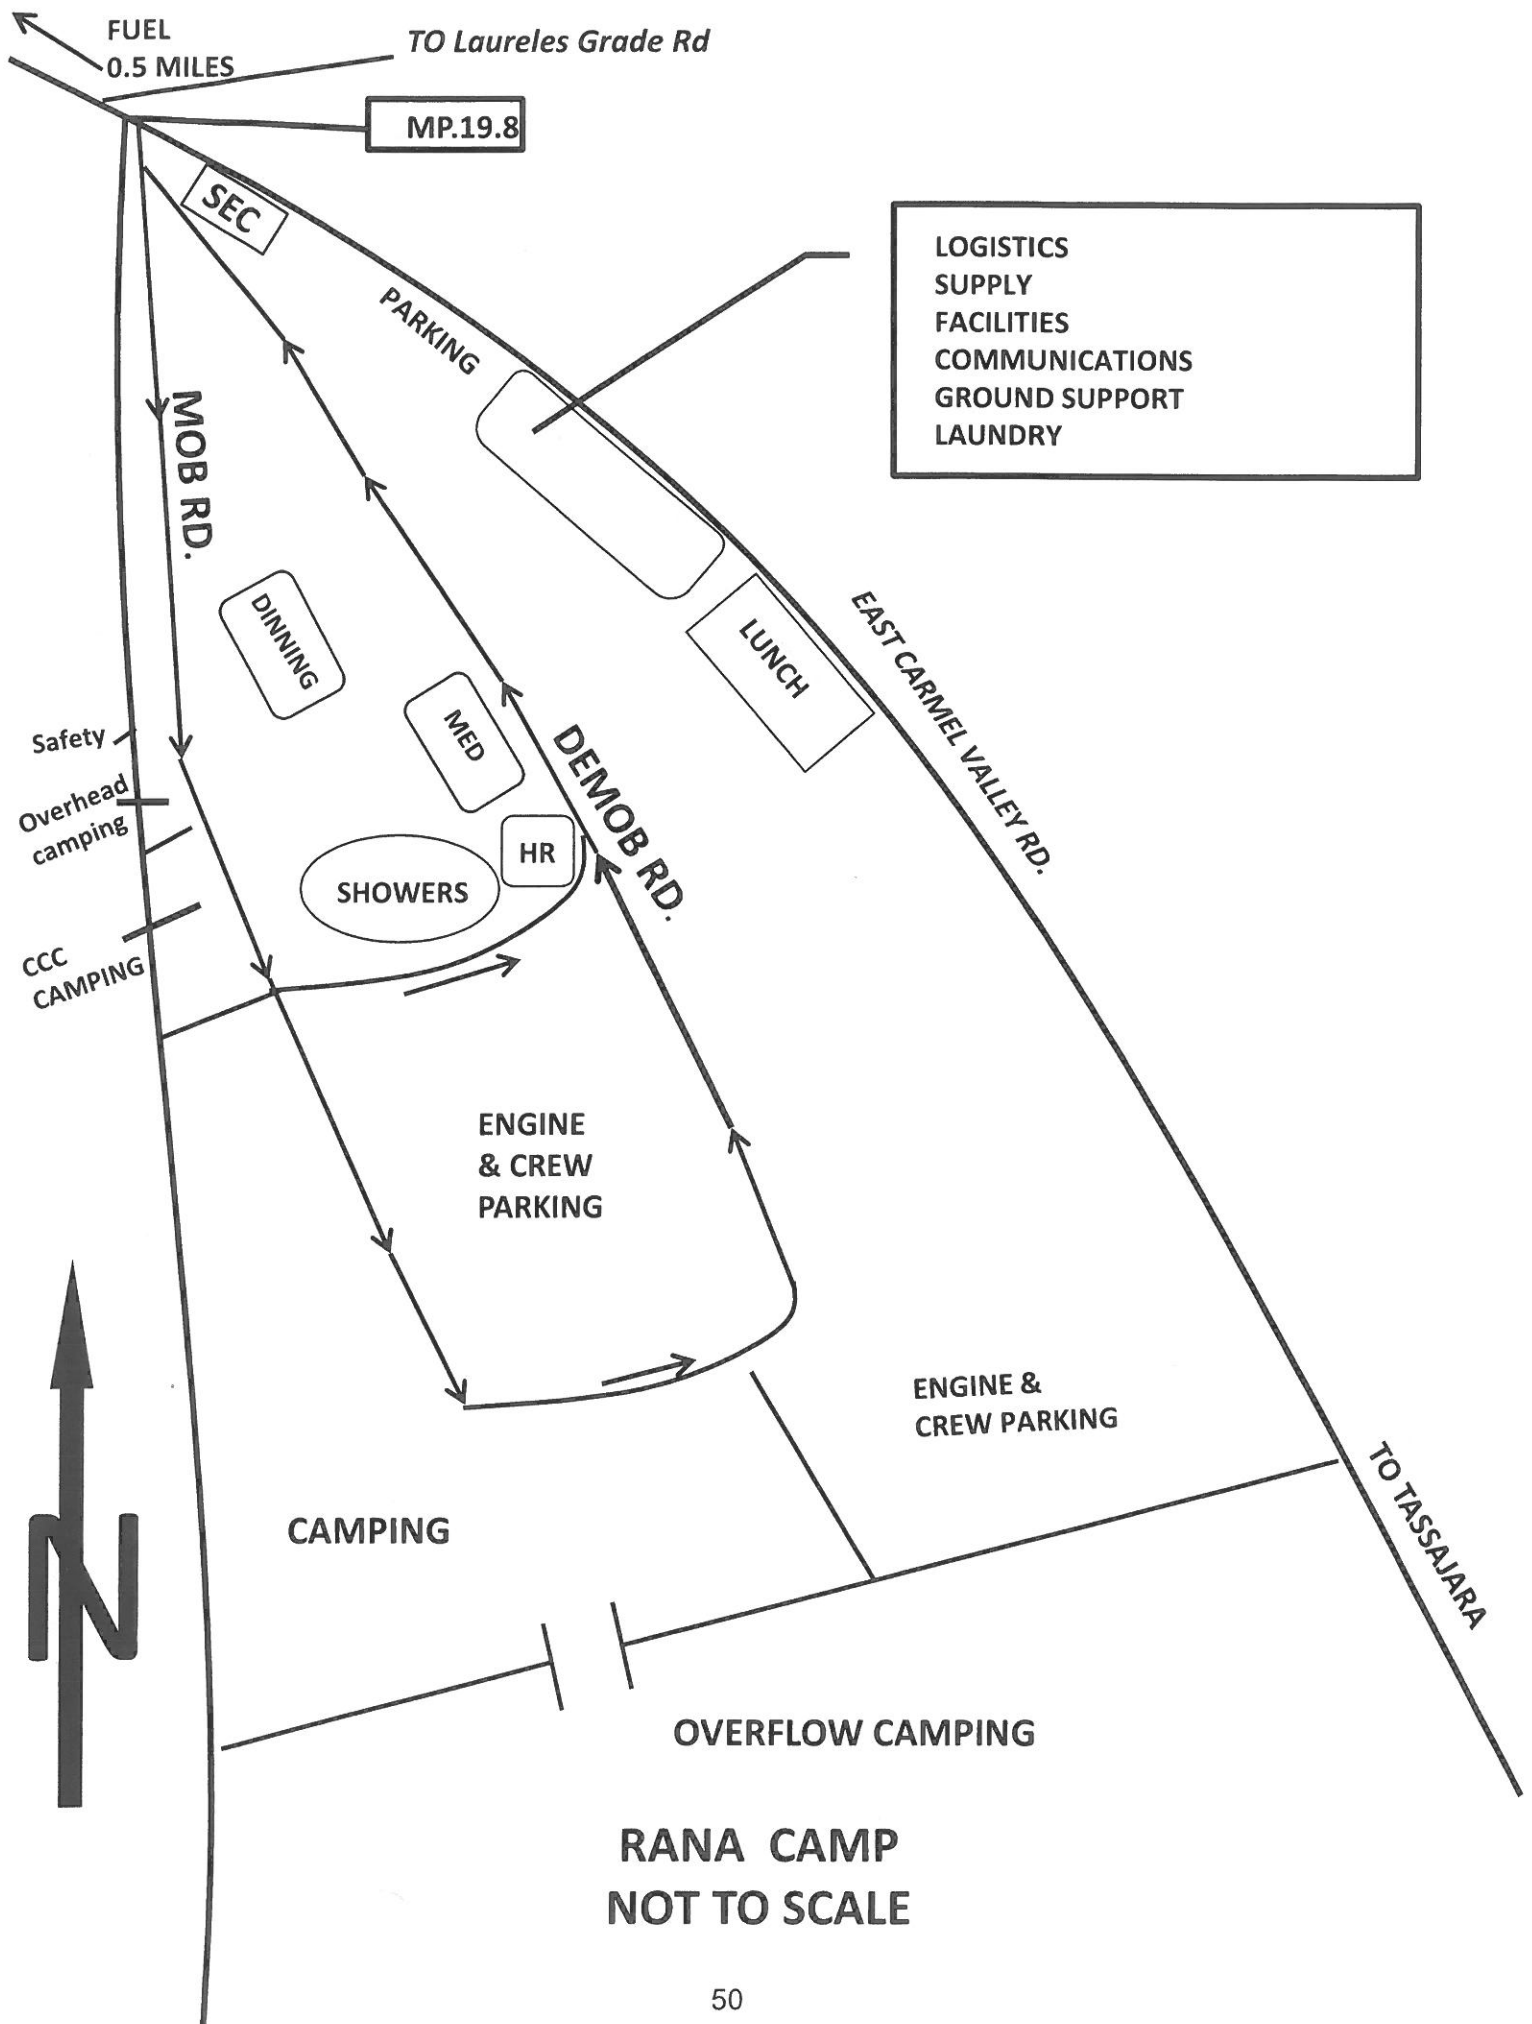 FUEL
0.5 MILES
TO Laureles Grade Rd
MP.19.8
SEC
PARKING
LOGISTICS
SUPPLY
FACILITIES
COMMUNICATIONS
GROUND SUPPORT
LAUNDRY
MOB RD.
DINNING
MED
LUNCH
EAST CARMEL VALLEY RD.
DEMOB RD.
Safety
Overhead
camping
HR
SHOWERS
CCC
CAMPING
ENGINE
& CREW
PARKING
ENGINE &
CREW PARKING
TO TASSAJARA
N
CAMPING
OVERFLOW CAMPING
RANA CAMP
NOT TO SCALE
50